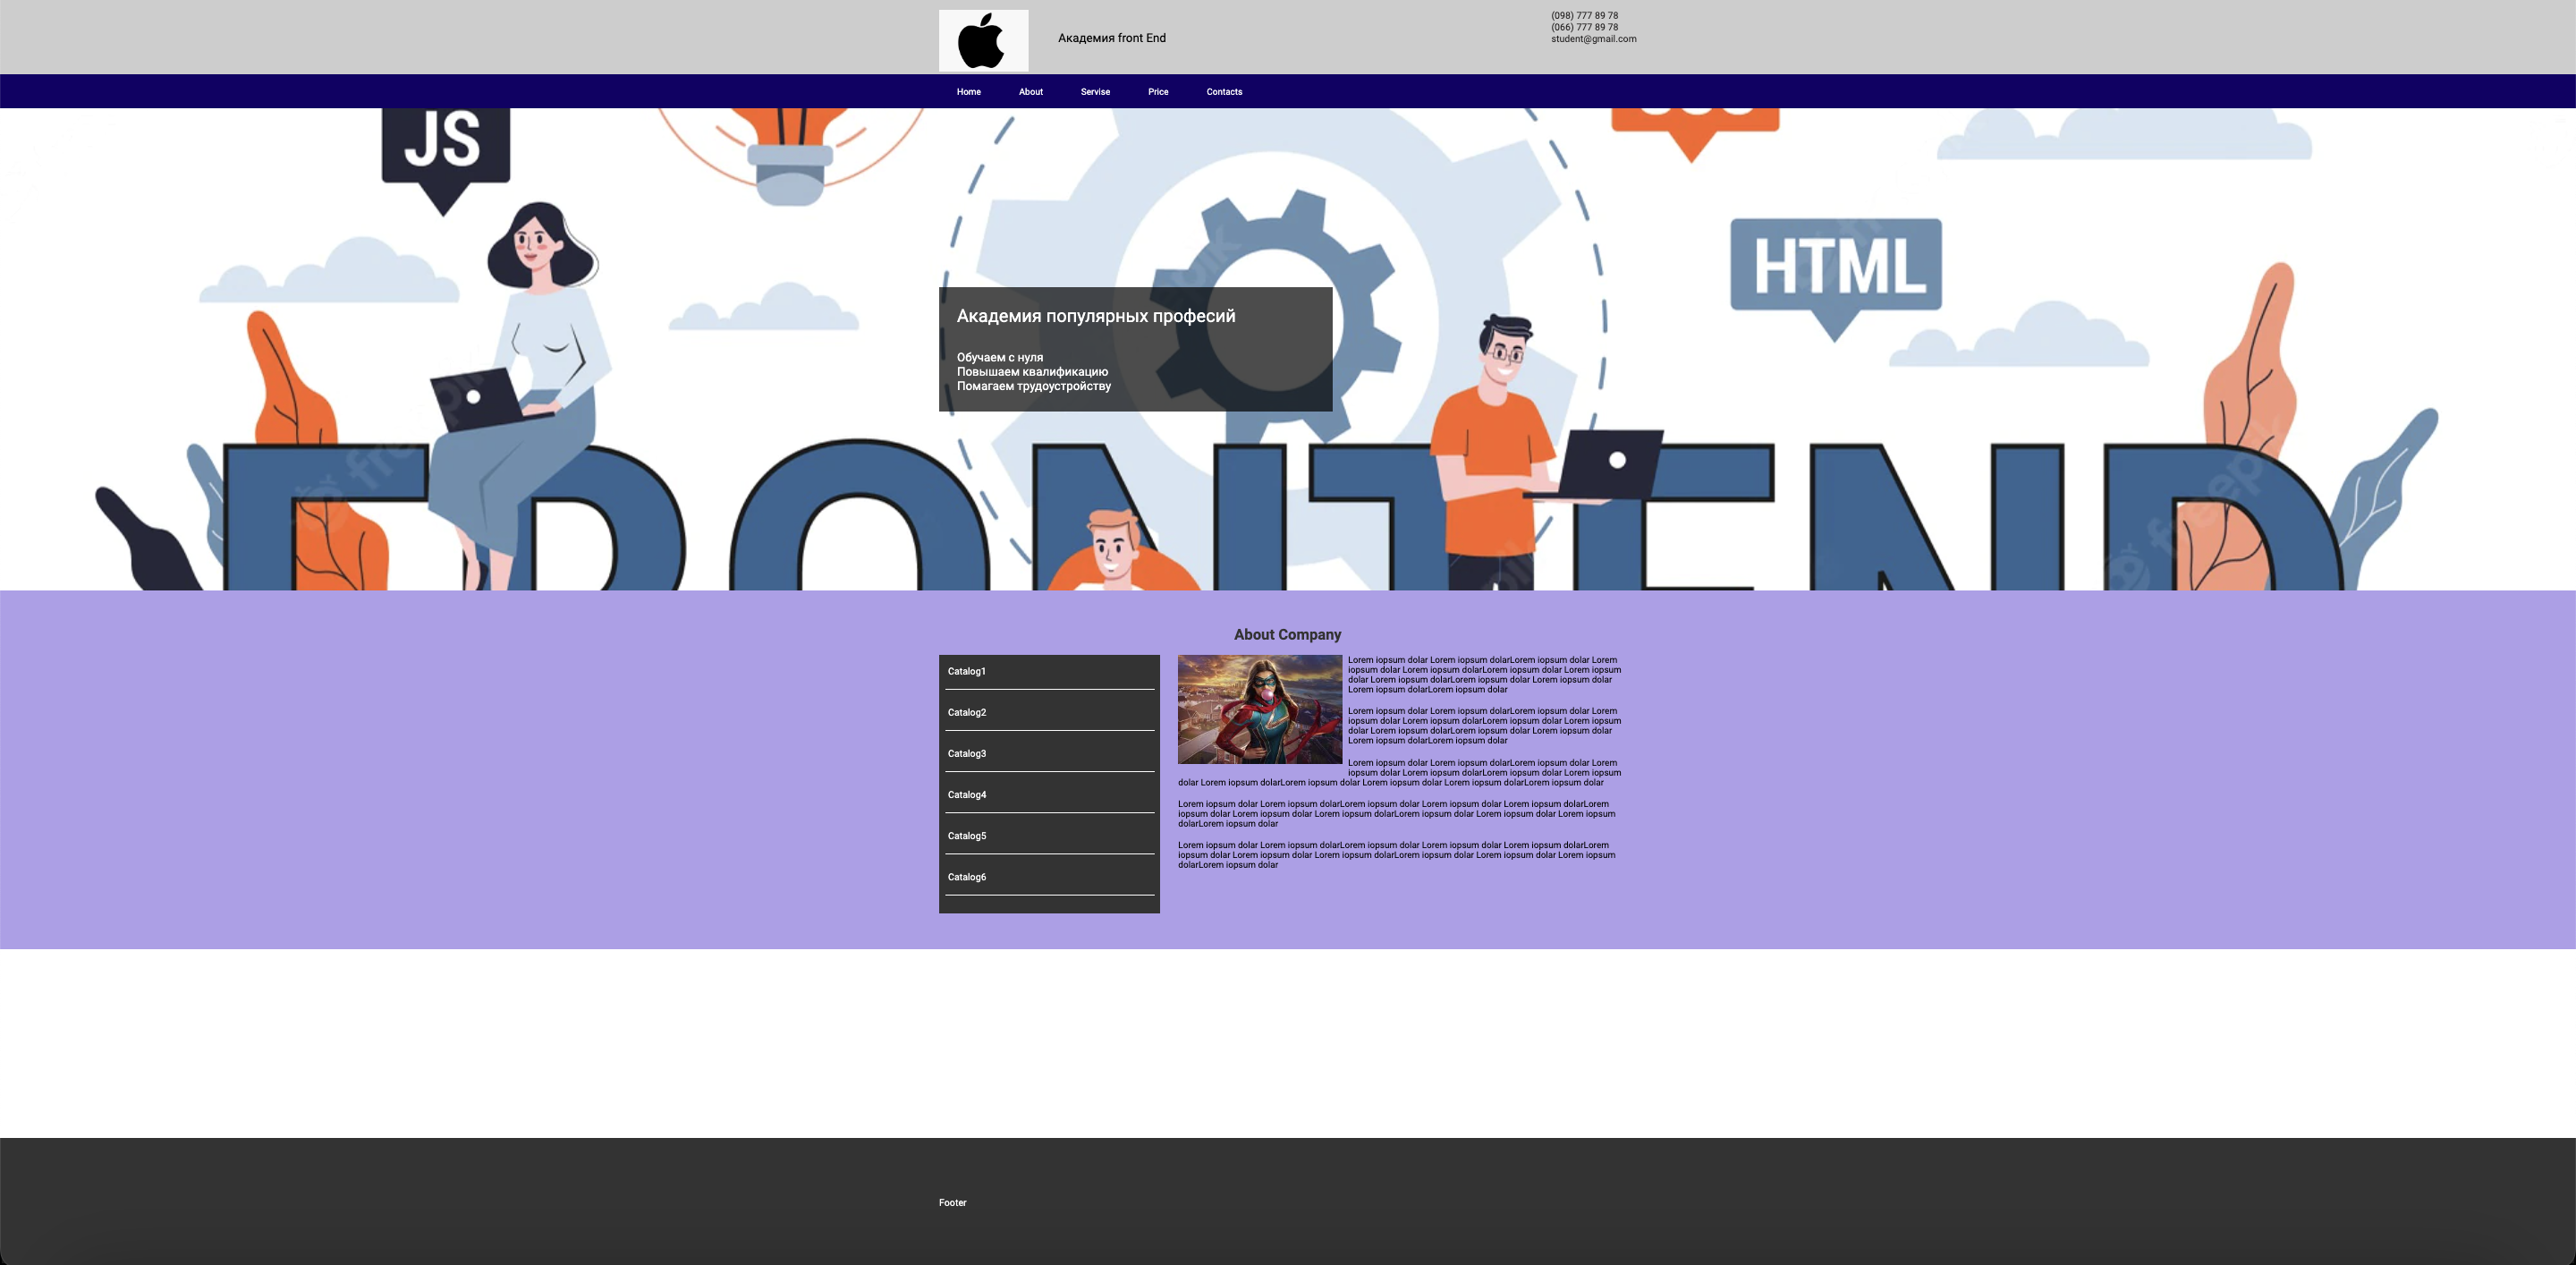 Академия front End
(098) 777 89 78
(066) 777 89 78
student@gmail.com
Home About Servise Price Contacts
JS
HTML
Академия популярных професий
Обучаем с нуля
Повышаем квалификацию
Помагаем трудоустройству
FRONTEND
About Company
Catalog1
Catalog2
Catalog3
Catalog4
Catalog5
Catalog6
Lorem iopsum dolar Lorem iopsum dolarLorem iopsum dolar Lorem
iopsum dolar Lorem iopsum dolarLorem iopsum dolar Lorem iopsum
dolar Lorem iopsum dolarLorem iopsum dolar Lorem iopsum dolar
Lorem iopsum dolarLorem iopsum dolar
Lorem iopsum dolar Lorem iopsum dolarLorem iopsum dolar Lorem
iopsum dolar Lorem iopsum dolarLorem iopsum dolar Lorem iopsum
dolar Lorem iopsum dolarLorem iopsum dolar Lorem iopsum dolar
Lorem iopsum dolarLorem iopsum dolar
Lorem iopsum dolar Lorem iopsum dolarLorem iopsum dolar Lorem
iopsum dolar Lorem iopsum dolarLorem iopsum dolar Lorem iopsum
dolar Lorem iopsum dolarLorem iopsum dolar Lorem iopsum dolar Lorem iopsum dolarLorem iopsum dolar
Lorem iopsum dolar Lorem iopsum dolarLorem iopsum dolar Lorem iopsum dolar Lorem iopsum dolarLorem
iopsum dolar Lorem iopsum dolar Lorem iopsum dolarLorem iopsum dolar Lorem iopsum dolar Lorem iopsum
dolarLorem iopsum dolar
Lorem iopsum dolar Lorem iopsum dolarLorem iopsum dolar Lorem iopsum dolar Lorem iopsum dolarLorem
iopsum dolar Lorem iopsum dolar Lorem iopsum dolarLorem iopsum dolar Lorem iopsum dolar Lorem iopsum
dolarLorem iopsum dolar
Footer